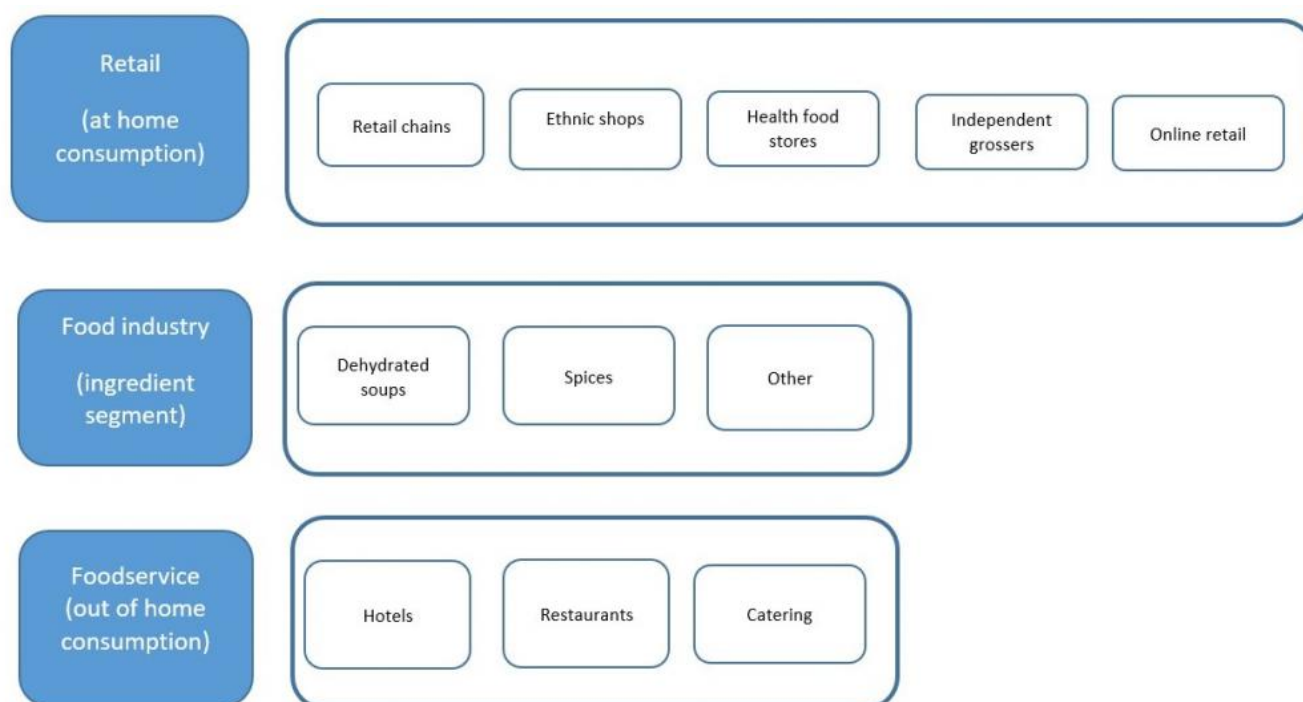 Retail
(at home
consumption)
Retail chains
Ethnic shops
Health food
stores
Independent
grossers
Online retail
Food industry
(ingredient
segment)
Dehydrated
soups
Spices
Other
Foodservice
(out of home
consumption)
Hotels
Restaurants
Catering